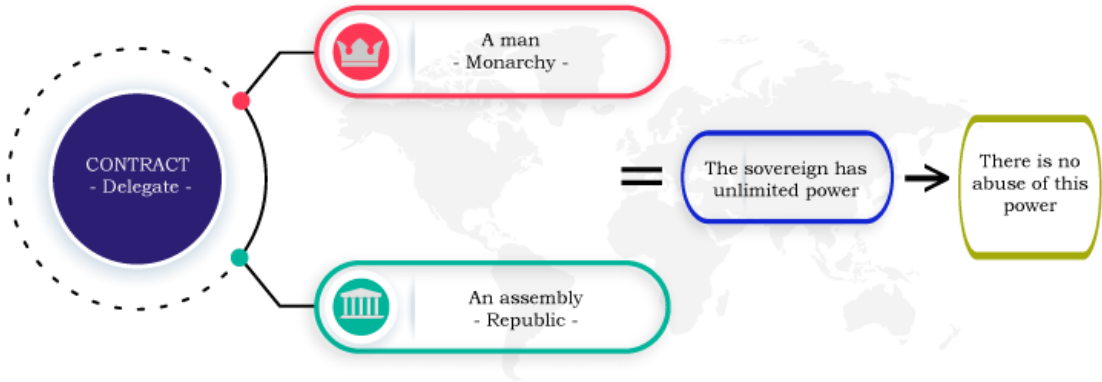 A man
- Monarchy -
CONTRACT
- Delegate -
=
The sovereign has
unlimited power
There is no
abuse of this
power
An assembly
- Republic -